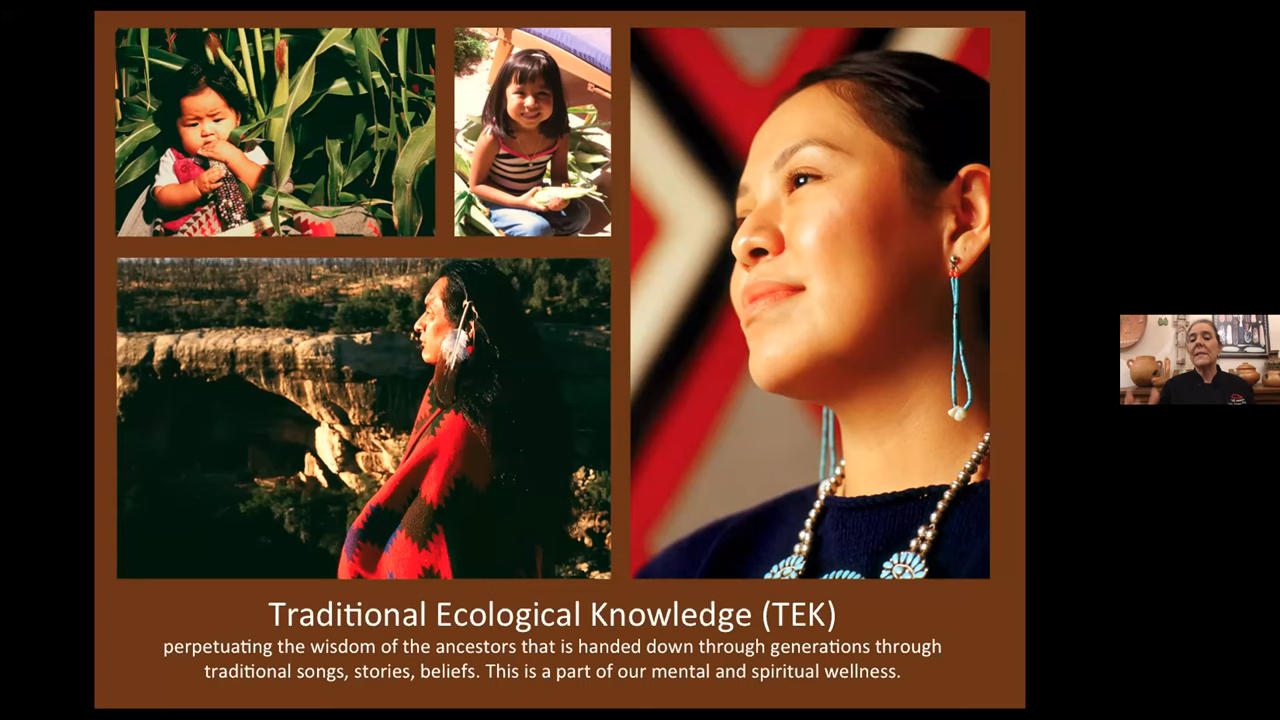 Traditional Ecological Knowledge (TEK)
perpetuating the wisdom of the ancestors that is handed down through generations through
traditional songs, stories, beliefs. This is a part of our mental and spiritual wellness.